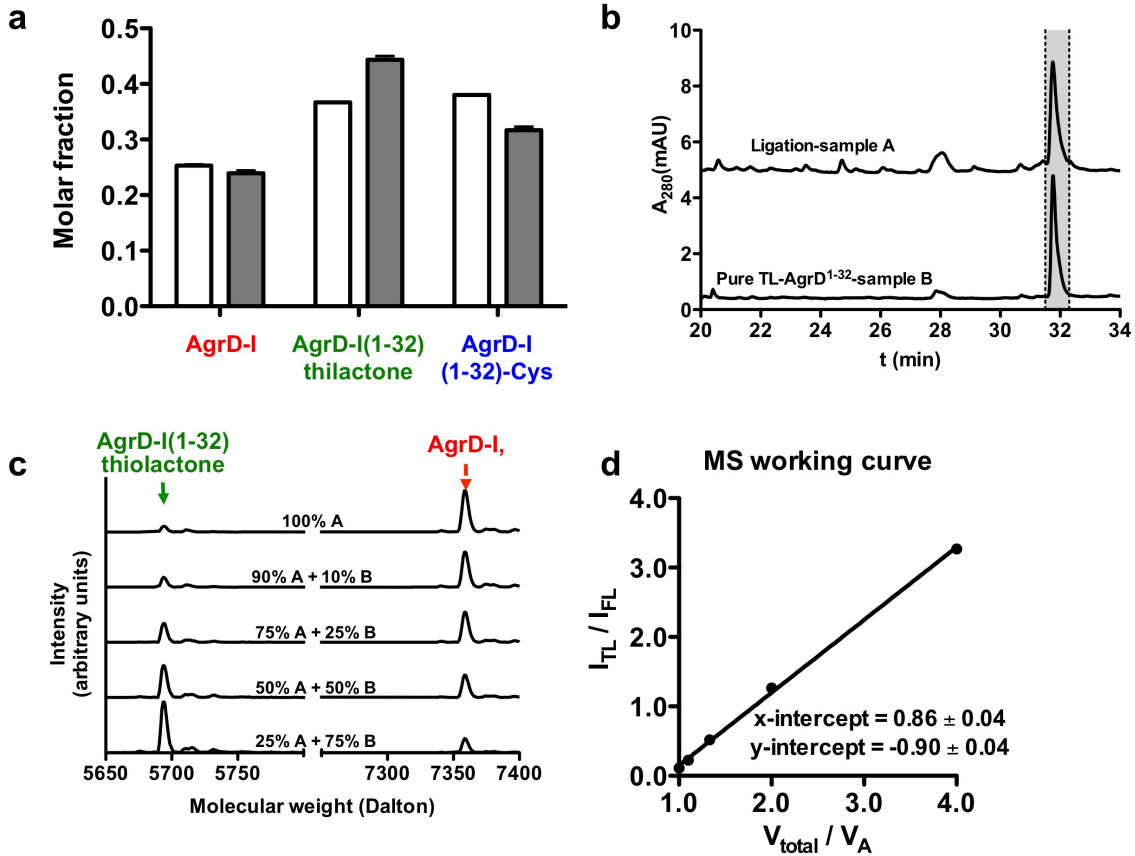 a
0.5
0.4
0.3
0.2
0.1
0.0
Molar fraction
AgrD-I
AgrD-I(1-32)
thilactone
AgrD-I
(1-32)-Cys
b
10
8
6
4
2
0
A280(mAU)
Ligation-sample A
Pure TL-AgrD1-32-sample B
20 22 24 26 28 30 32 34
t (min)
c
AgrD-I(1-32)
thiolactone
AgrD-I,
100% A
90% A + 10% B
75% A + 25% B
50% A + 50% B
25% A + 75% B
Intensity
(arbitrary units)
5650 5700 5750 7300 7350 7400
Molecular weight (Dalton)
d
MS working curve
4.0
3.0
2.0
1.0
0.0
ITL / IFL
x-intercept = 0.86 ± 0.04
y-intercept = -0.90 ± 0.04
1.0 2.0 3.0 4.0
Vtotal / VA